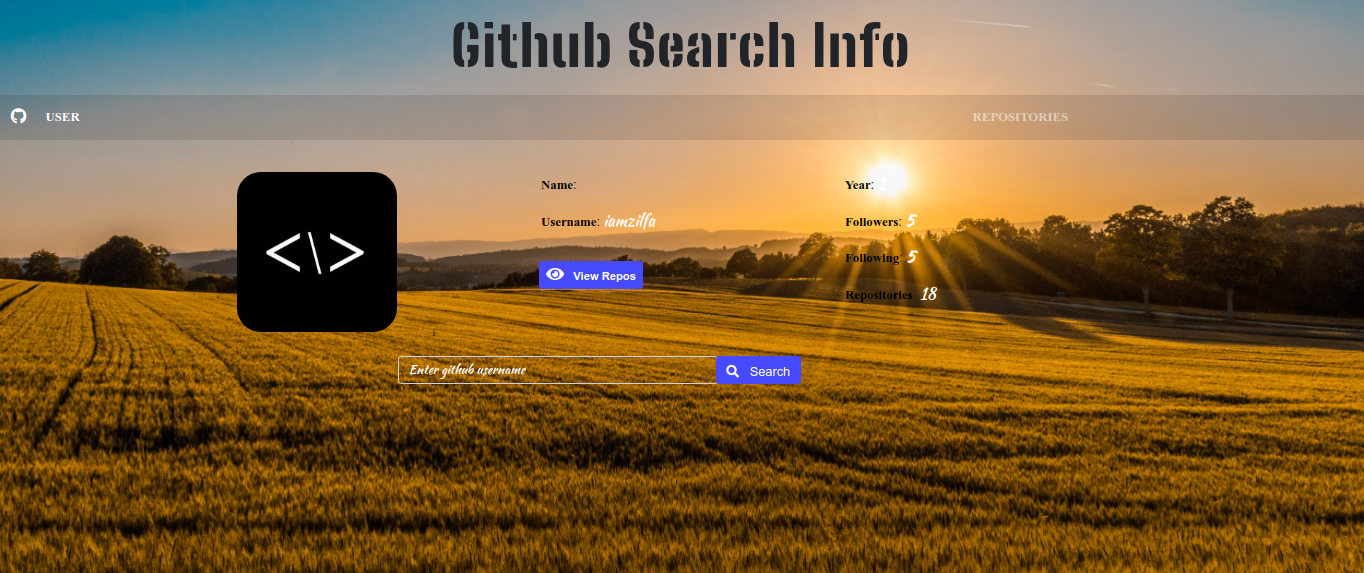 Github Search Info
USER
REPOSITORIES
<\>
Name:
Username: iamzilfa
View Repos
Year:
Followers: 5
Following: 5
Repositories 18
Enter github username
Search